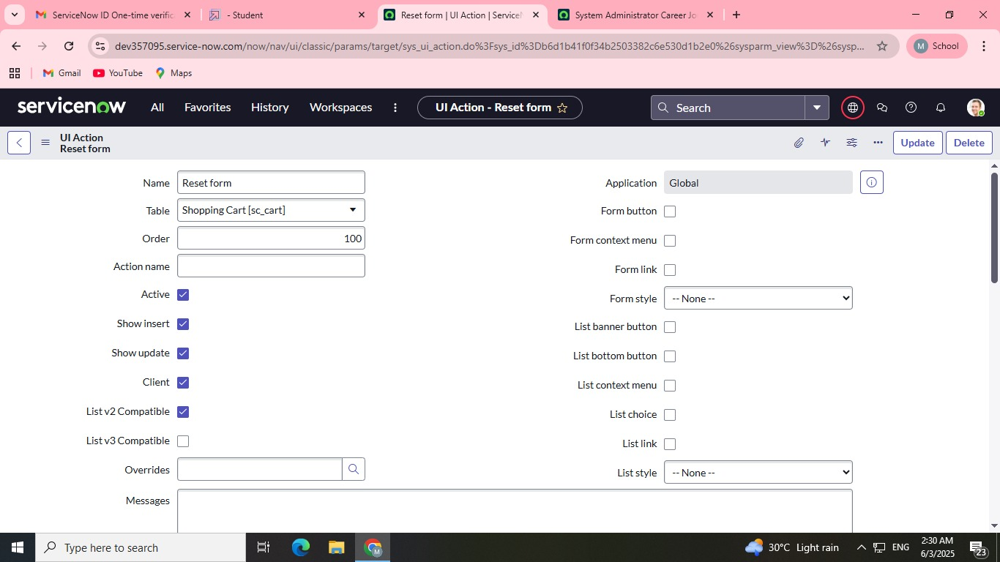 ServiceNow ID One-time verific
- Student
Reset form | UI Action | Service
System Administrator Career Jo
dev357095.service-now.com/now/nav/ui/classic/params/target/sys_ui_action.do%3Fsys_id%3Db6d1b41f0f34b2503382c6e530d1b2e0%26sysparm_view%3D%26sysp...
M School
Gmail YouTube Maps
servicenow All Favorites History Workspaces UI Action - Reset form Search
UI Action
Reset form
Update Delete
Name Reset form
Table Shopping Cart [sc_cart]
Order 100
Action name
Active
Show insert
Show update
Client
List v2 Compatible
List v3 Compatible
Overrides
Messages
Application Global
Form button
Form context menu
Form link
Form style -- None --
List banner button
List bottom button
List context menu
List choice
List link
List style -- None --
Type here to search
M
30°C Light rain
ENG
2:30 AM
6/3/2025
23